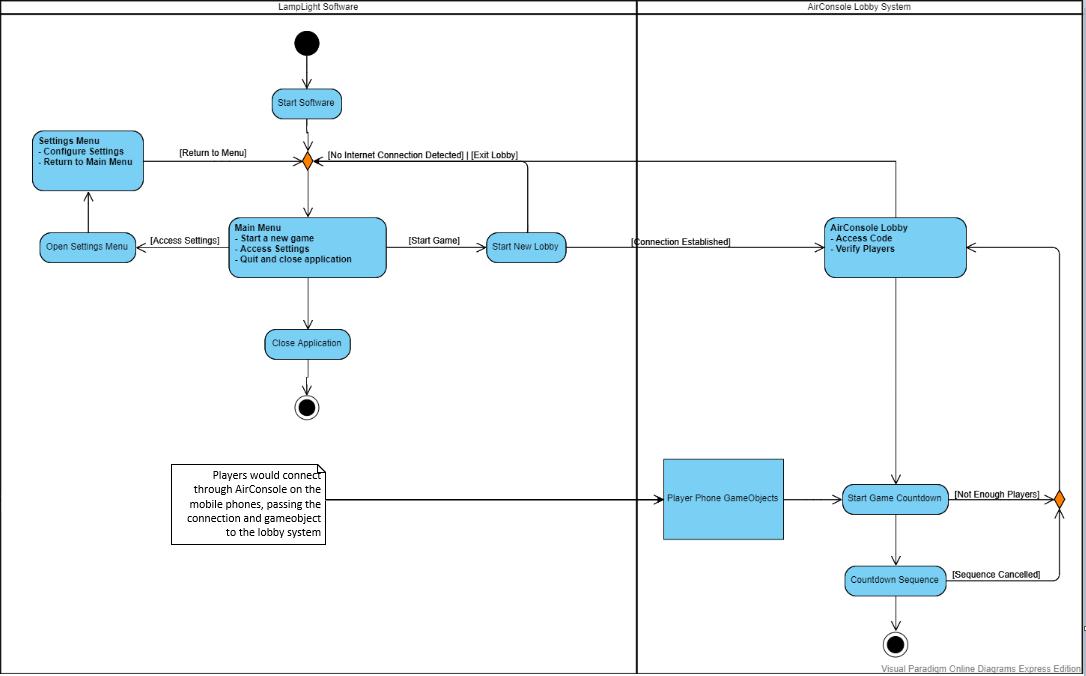 LampLight Software
AirConsole Lobby System
Start Software
Settings Menu
- Configure Settings
- Return to Main Menu
[Return to Menu]
[No Internet Connection Detected] | [Exit Lobby]
Open Settings Menu
[Access Settings]
Main Menu
- Start a new game
- Access Settings
- Quit and close application
[Start Game]
Start New Lobby
[Connection Established]
AirConsole Lobby
- Access Code
- Verify Players
Close Application
Players would connect
through AirConsole on the
mobile phones, passing the
connection and gameobject
to the lobby system
Player Phone GameObjects
Start Game Countdown
[Not Enough Players]
Countdown Sequence
[Sequence Cancelled]
Visual Paradigm Online Diagrams Express Edition